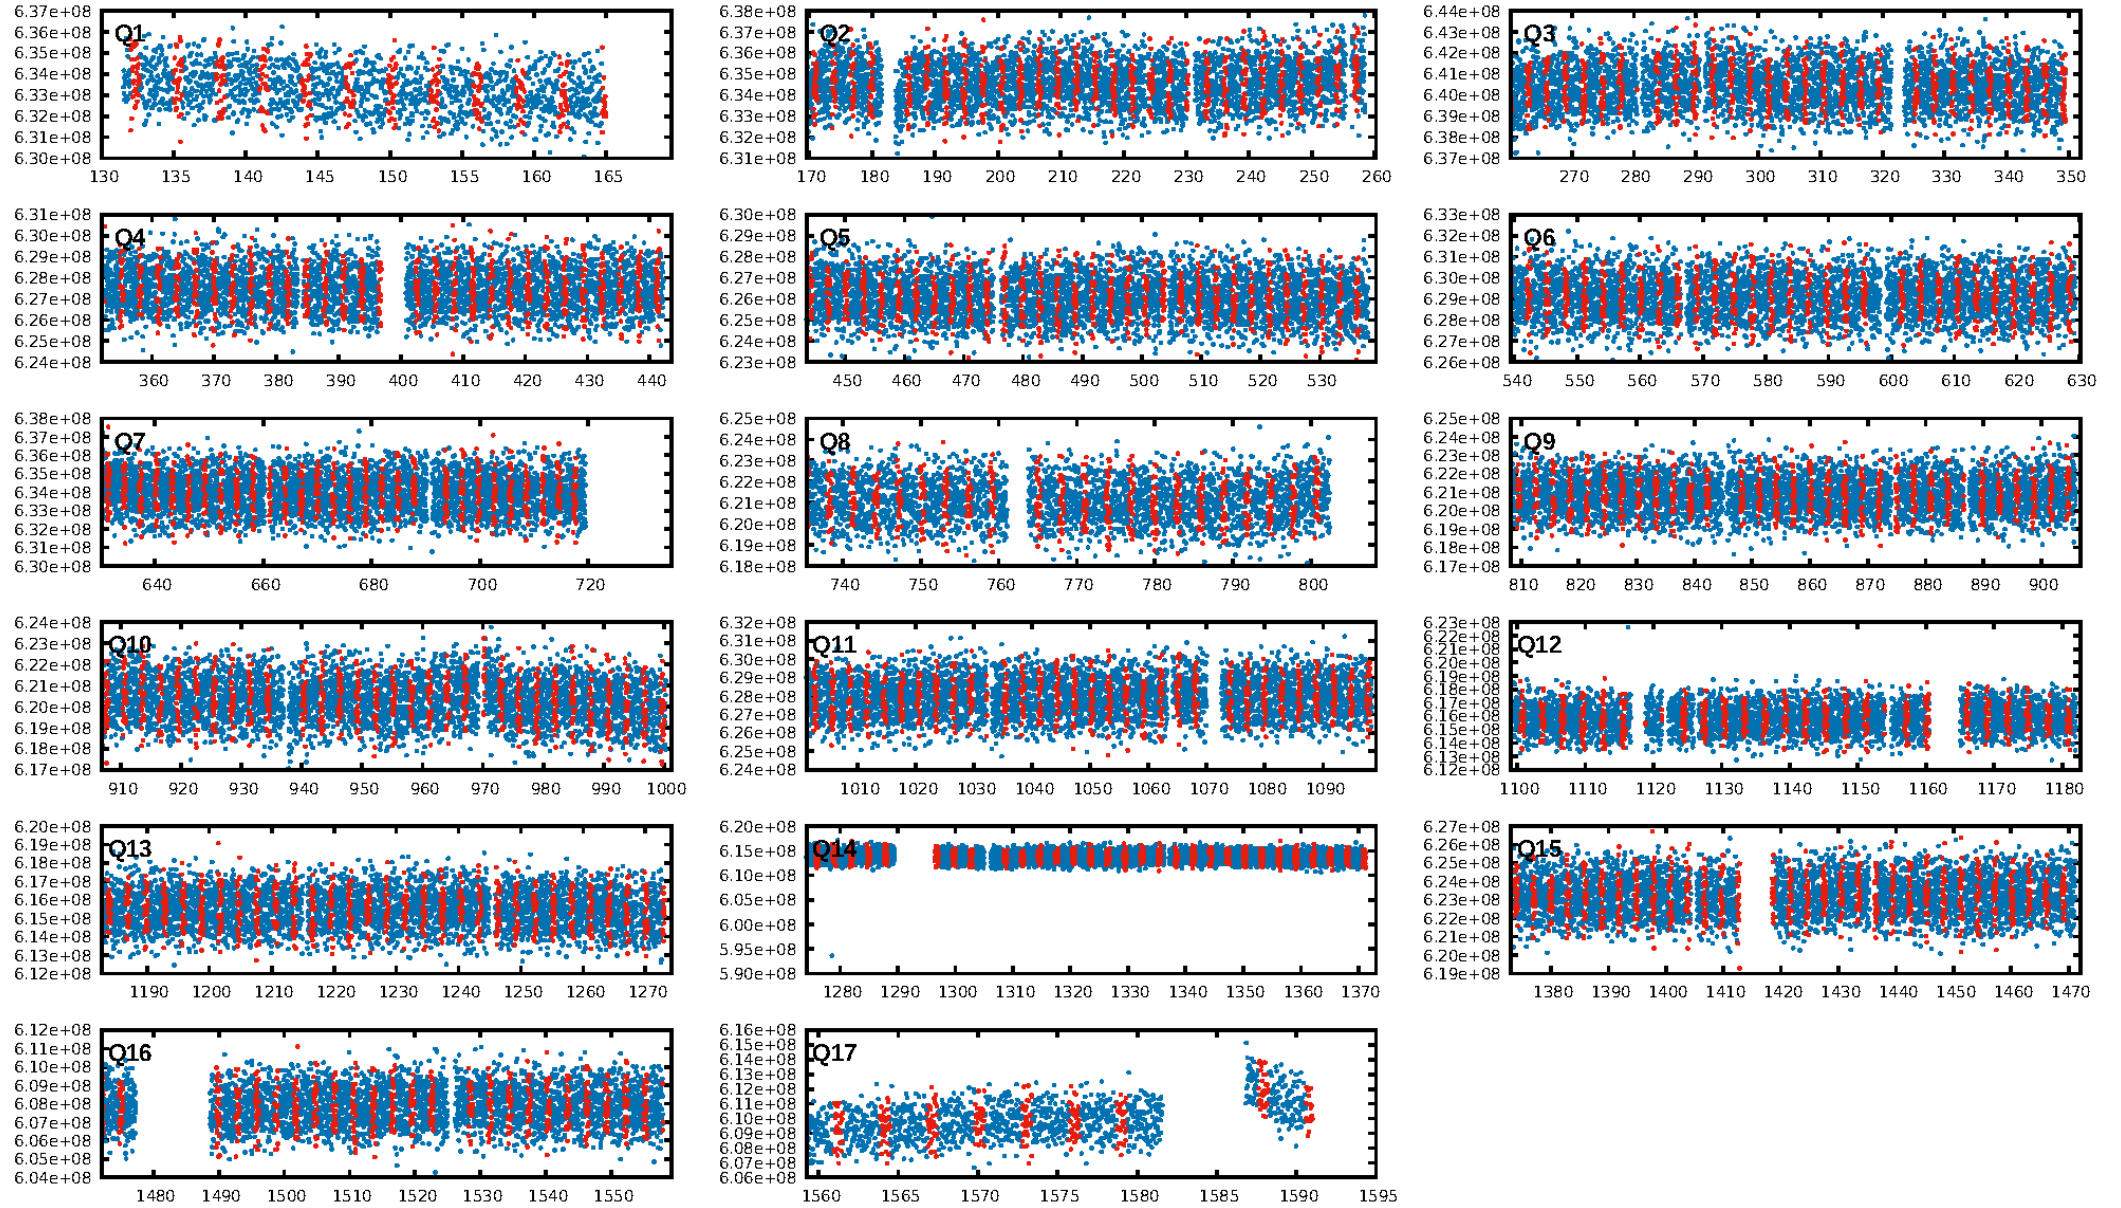 6.37e+08
6.36e+08
6.35e+08
6.34e+08
6.33e+08
6.32e+08
6.31e+08
6.30e+08
Q1
130 135 140 145 150 155 160 165
6.38e+08
6.37e+08
6.36e+08
6.35e+08
6.34e+08
6.33e+08
6.32e+08
6.31e+08
Q2
170 180 190 200 210 220 230 240 250 260
6.44e+08
6.43e+08
6.42e+08
6.41e+08
6.40e+08
6.39e+08
6.38e+08
6.37e+08
Q3
270 280 290 300 310 320 330 340 350
6.31e+08
6.30e+08
6.29e+08
6.28e+08
6.27e+08
6.26e+08
6.25e+08
6.24e+08
Q4
360 370 380 390 400 410 420 430 440
6.30e+08
6.29e+08
6.28e+08
6.27e+08
6.26e+08
6.25e+08
6.24e+08
6.23e+08
Q5
450 460 470 480 490 500 510 520 530
6.33e+08
6.32e+08
6.31e+08
6.30e+08
6.29e+08
6.28e+08
6.27e+08
6.26e+08
Q6
540 550 560 570 580 590 600 610 620 630
6.38e+08
6.37e+08
6.36e+08
6.35e+08
6.34e+08
6.33e+08
6.32e+08
6.31e+08
6.30e+08
Q7
640 660 680 700 720
6.25e+08
6.24e+08
6.23e+08
6.22e+08
6.21e+08
6.20e+08
6.19e+08
6.18e+08
Q8
740 750 760 770 780 790 800
6.25e+08
6.24e+08
6.23e+08
6.22e+08
6.21e+08
6.20e+08
6.19e+08
6.18e+08
6.17e+08
Q9
810 820 830 840 850 860 870 880 890 900
6.24e+08
6.23e+08
6.22e+08
6.21e+08
6.20e+08
6.19e+08
6.18e+08
6.17e+08
Q10
910 920 930 940 950 960 970 980 990 1000
6.32e+08
6.31e+08
6.30e+08
6.29e+08
6.28e+08
6.27e+08
6.26e+08
6.25e+08
6.24e+08
Q11
1010 1020 1030 1040 1050 1060 1070 1080 1090
6.23e+08
6.22e+08
6.21e+08
6.20e+08
6.19e+08
6.18e+08
6.17e+08
6.16e+08
6.15e+08
6.14e+08
6.13e+08
6.12e+08
Q12
1100 1110 1120 1130 1140 1150 1160 1170 1180
6.20e+08
6.19e+08
6.18e+08
6.17e+08
6.16e+08
6.15e+08
6.14e+08
6.13e+08
6.12e+08
Q13
1190 1200 1210 1220 1230 1240 1250 1260 1270
6.20e+08
6.15e+08
6.10e+08
6.05e+08
6.00e+08
5.95e+08
5.90e+08
Q14
1280 1290 1300 1310 1320 1330 1340 1350 1360 1370
6.27e+08
6.26e+08
6.25e+08
6.24e+08
6.23e+08
6.22e+08
6.21e+08
6.20e+08
6.19e+08
Q15
1380 1390 1400 1410 1420 1430 1440 1450 1460 1470
6.12e+08
6.11e+08
6.10e+08
6.09e+08
6.08e+08
6.07e+08
6.06e+08
6.05e+08
6.04e+08
Q16
1480 1490 1500 1510 1520 1530 1540 1550
6.16e+08
6.15e+08
6.14e+08
6.13e+08
6.12e+08
6.11e+08
6.10e+08
6.09e+08
6.08e+08
6.07e+08
6.06e+08
Q17
1560 1565 1570 1575 1580 1585 1590 1595